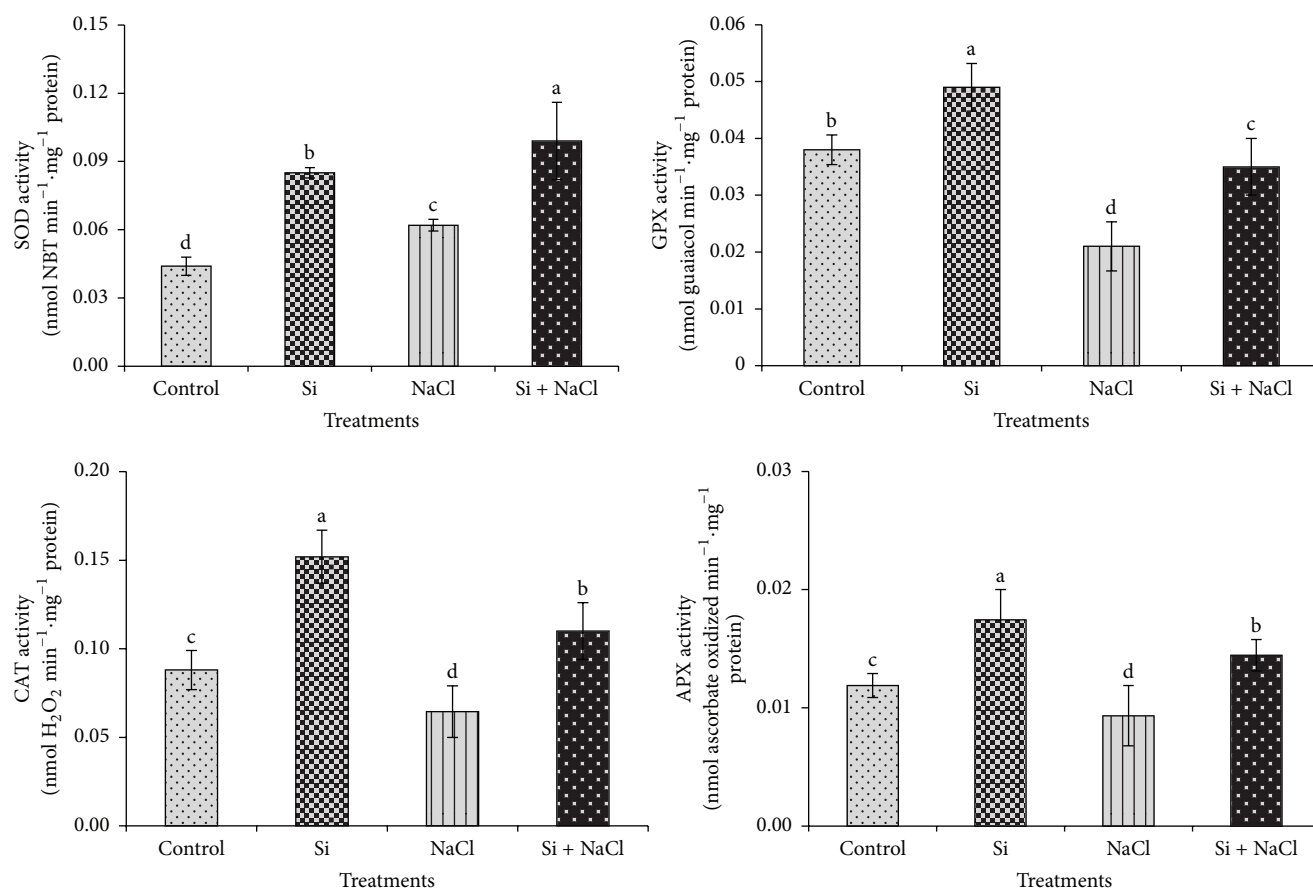 SOD activity
(nmol NBT min⁻¹·mg⁻¹ protein)
0.15
0.12
0.09
0.06
0.03
0.00
d
b
c
a
Control Si NaCl Si + NaCl
Treatments
GPX activity
(nmol guaiacol min⁻¹·mg⁻¹ protein)
0.06
0.05
0.04
0.03
0.02
0.01
0
b
a
d
c
Control Si NaCl Si + NaCl
Treatments
CAT activity
(nmol H₂O₂ min⁻¹·mg⁻¹ protein)
0.20
0.15
0.10
0.05
0.00
c
a
d
b
Control Si NaCl Si + NaCl
Treatments
APX activity
(nmol ascorbate oxidized min⁻¹·mg⁻¹
protein)
0.03
0.02
0.01
0.00
c
a
d
b
Control Si NaCl Si + NaCl
Treatments